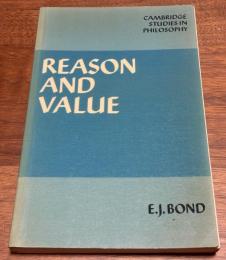 CAMBRIDGE
STUDIES IN
PHILOSOPHY
REASON
AND
VALUE
E.J. BOND